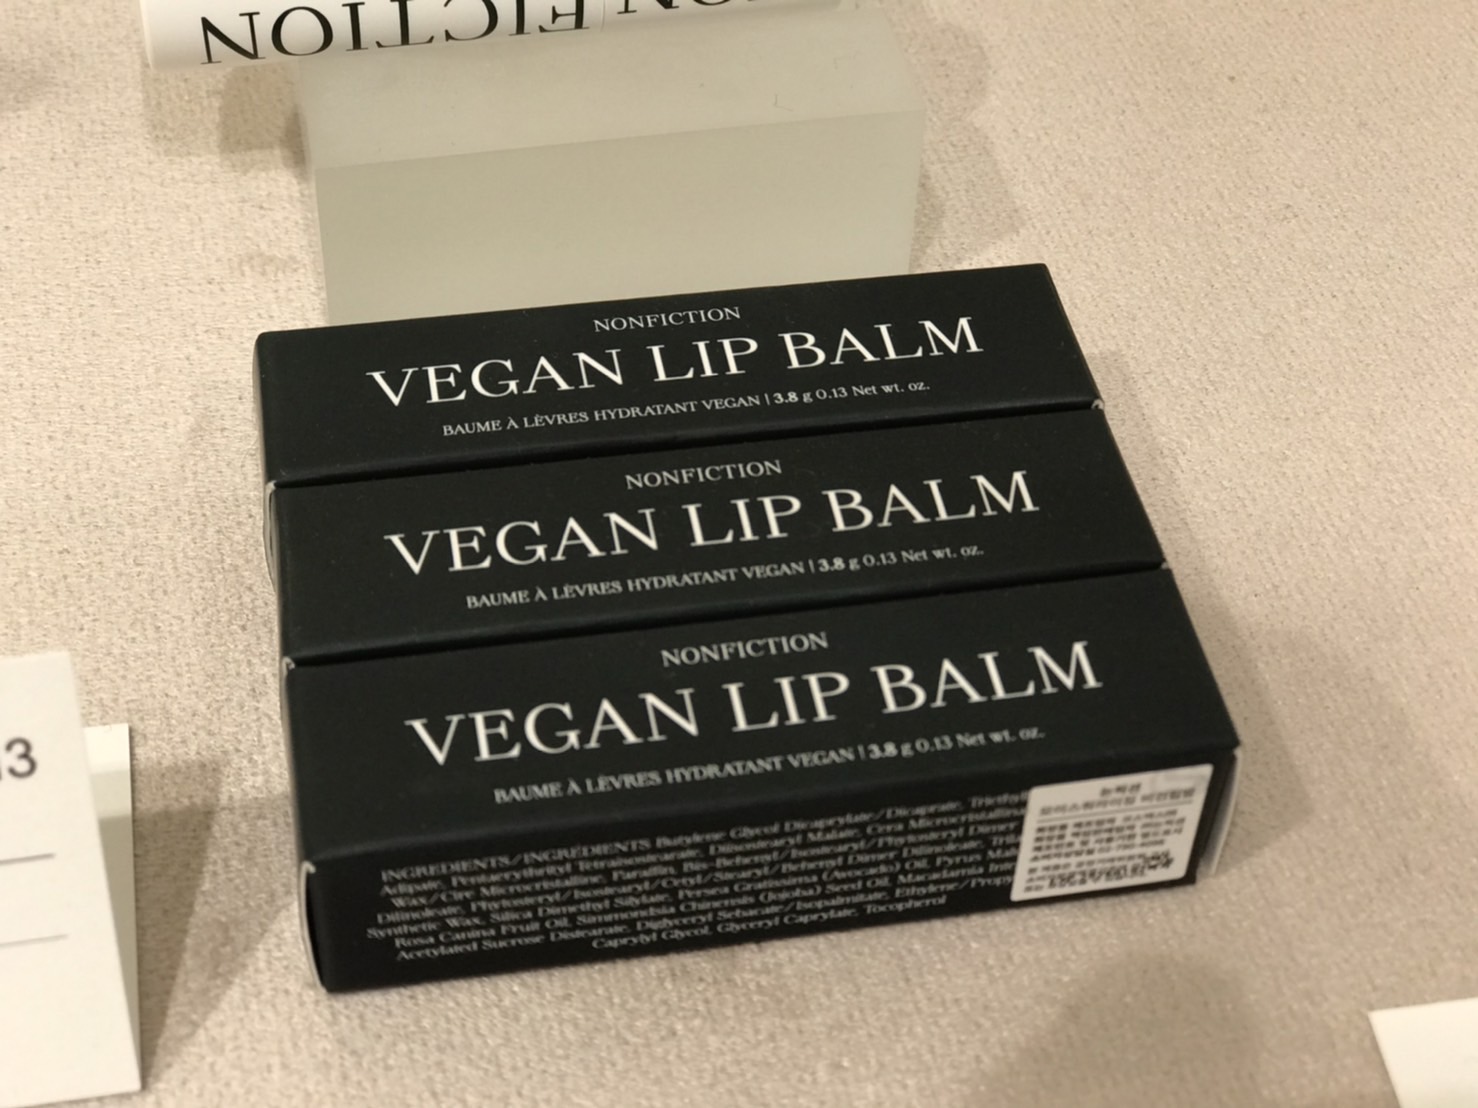 NONFICTION
NONFICTION
VEGAN LIP BALM
BAUME À LÈVRES HYDRATANT VEGAN | 3.8 g 0.13 Net wt. oz.
NONFICTION
VEGAN LIP BALM
BAUME À LÈVRES HYDRATANT VEGAN | 3.8 g 0.13 Net wt. oz.
NONFICTION
VEGAN LIP BALM
BAUME À LÈVRES HYDRATANT VEGAN | 3.8 g 0.13 Net wt. oz.
INGREDIENTS/INGRÉDIENTS Butylene Glycol Dicaprylate/Dicaprate,
Adipate, Pentaerythrityl Tetraisostearate, Diisostearyl Malate, Cera Microcristallina
Wax/Cire Microcristalline, Paraffin, Bis-Behenyl/Isostearyl/Phytosteryl Dimer
Dilinoleate, Phytosteryl/Isostearyl/Cetyl/Stearyl/Behenyl Dimer Dilinoleate,
Synthetic Wax, Silica Dimethyl Silylate, Persea Gratissima (Avocado) Oil, Pyrus
Rosa Canina Fruit Oil, Simmondsia Chinensis (Jojoba) Seed Oil, Macadamia
Acetylated Sucrose Distearate, Diglyceryl Sebacate/Isopalmitate,
Caprylyl Glycol, Glyceryl Caprylate, Tocopherol
3